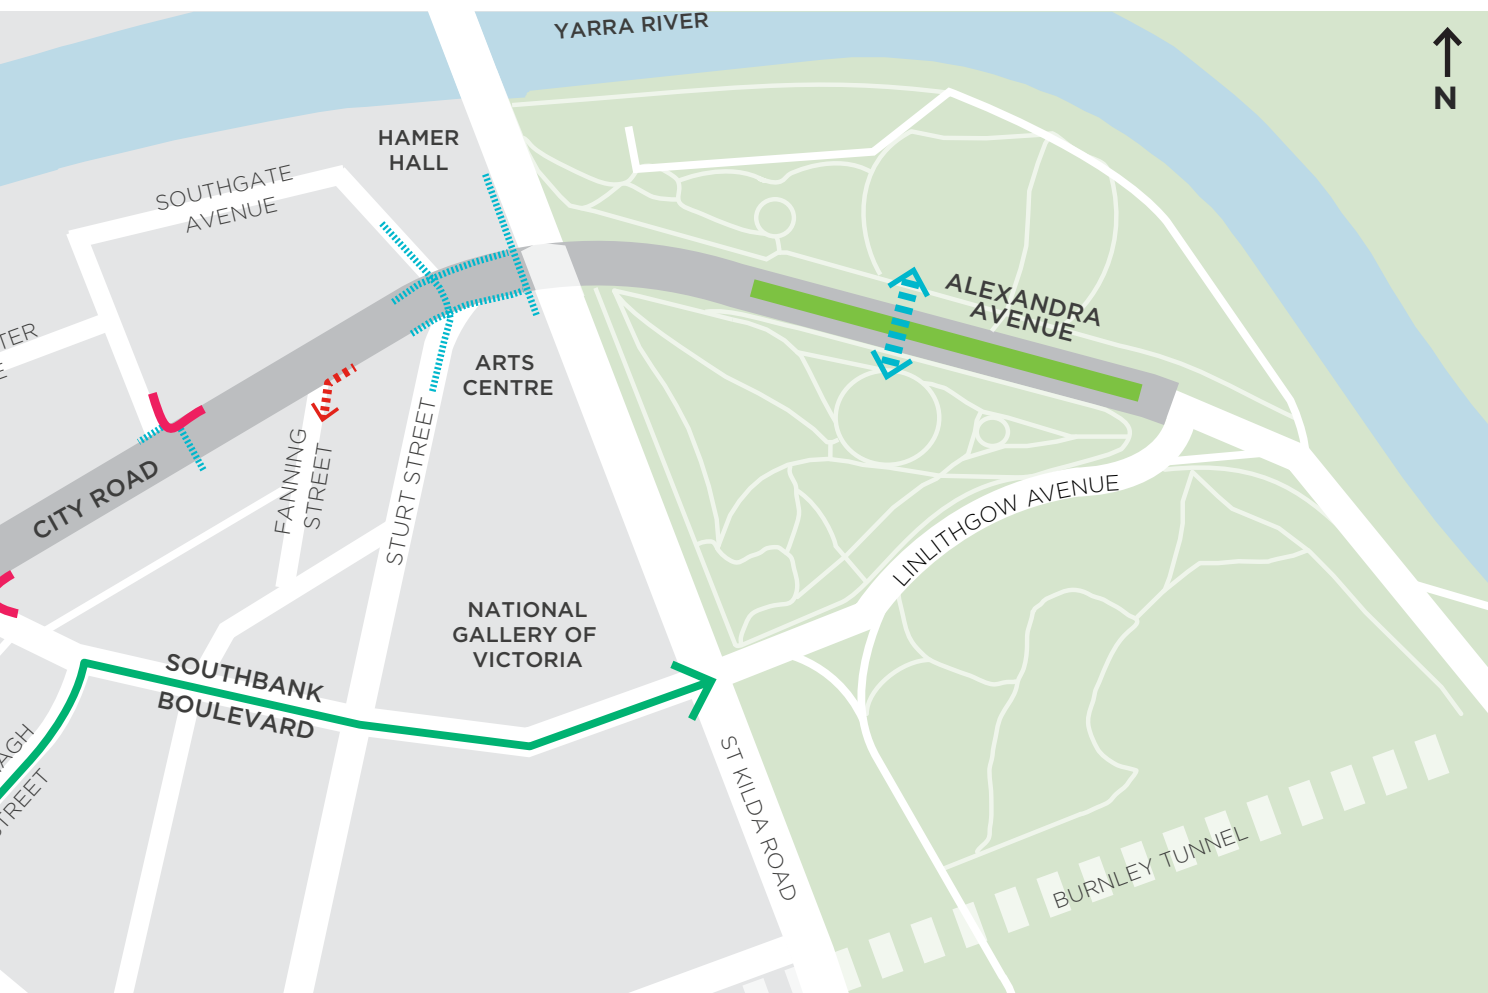 YARRA RIVER
N
HAMER
HALL
SOUTHGATE
AVENUE
ALEXANDRA
AVENUE
ARTS
CENTRE
CITY ROAD
FANNING
STREET
STURT STREET
LINLITHGOW AVENUE
NATIONAL
GALLERY OF
VICTORIA
SOUTHBANK
BOULEVARD
STREET
ST KILDA ROAD
BURNLEY TUNNEL